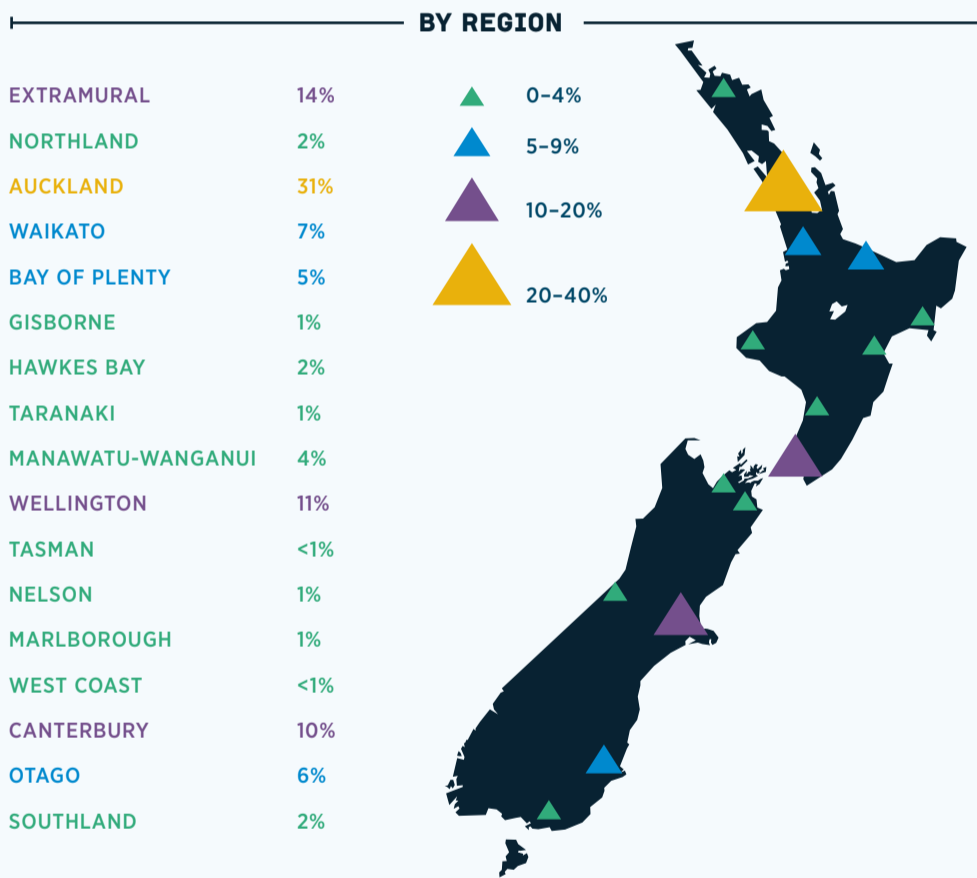 BY REGION
EXTRAMURAL 14%
NORTHLAND 2%
AUCKLAND 31%
WAIKATO 7%
BAY OF PLENTY 5%
GISBORNE 1%
HAWKES BAY 2%
TARANAKI 1%
MANAWATU-WANGANUI 4%
WELLINGTON 11%
TASMAN <1%
NELSON 1%
MARLBOROUGH 1%
WEST COAST <1%
CANTERBURY 10%
OTAGO 6%
SOUTHLAND 2%
0–4%
5–9%
10–20%
20–40%